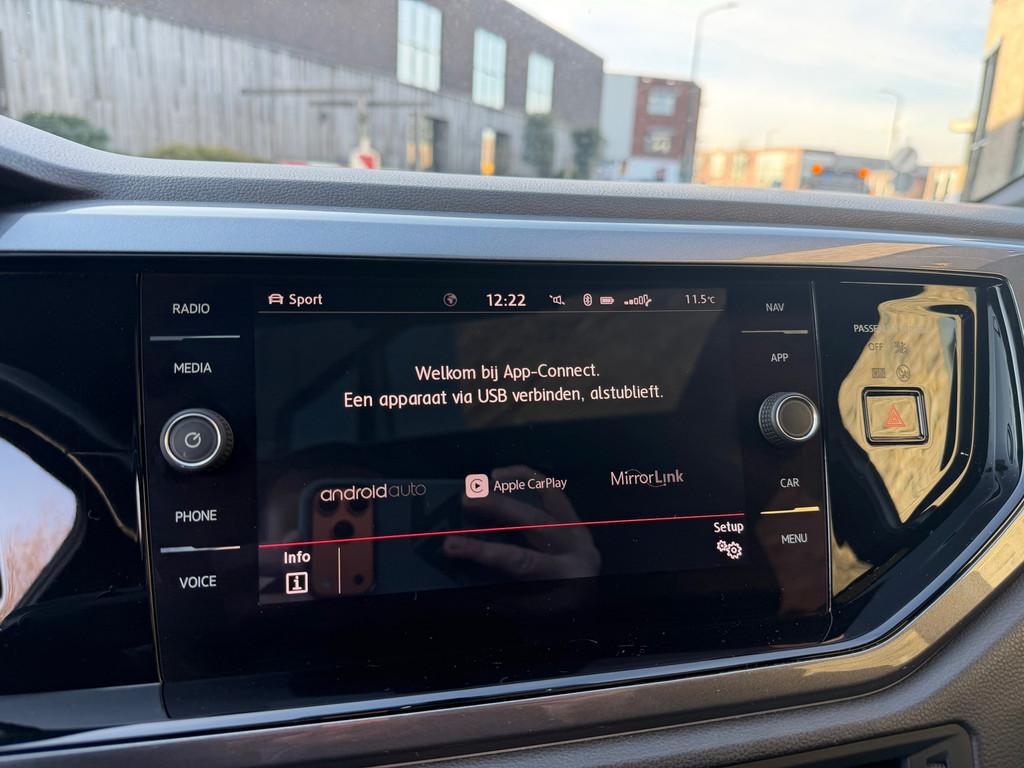 RADIO
MEDIA
PHONE
VOICE
Sport
12:22
11.5°C
Welkom bij App-Connect.
Een apparaat via USB verbinden, alstublieft.
androidauto
Apple CarPlay
MirrorLink
Info
Setup
NAV
APP
CAR
MENU
OFF